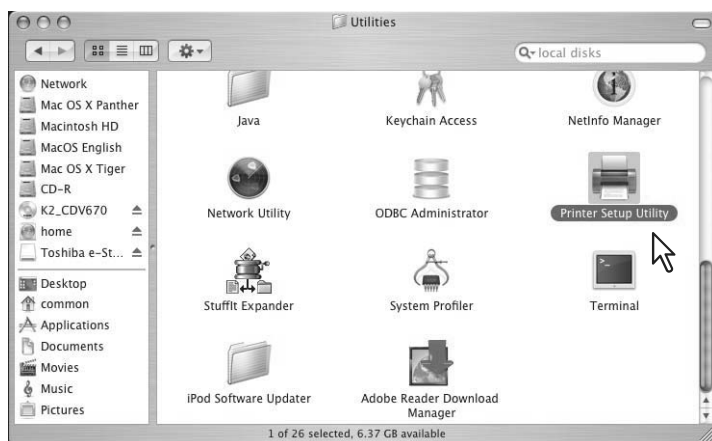 Utilities
local disks
Network
Mac OS X Panther
Macintosh HD
MacOS English
Mac OS X Tiger
CD-R
K2_CDV670
home
Toshiba e-St...
Desktop
common
Applications
Documents
Movies
Music
Pictures
Java
Keychain Access
NetInfo Manager
Network Utility
ODBC Administrator
Printer Setup Utility
StuffIt Expander
System Profiler
Terminal
iPod Software Updater
Adobe Reader Download
Manager
1 of 26 selected, 6.37 GB available